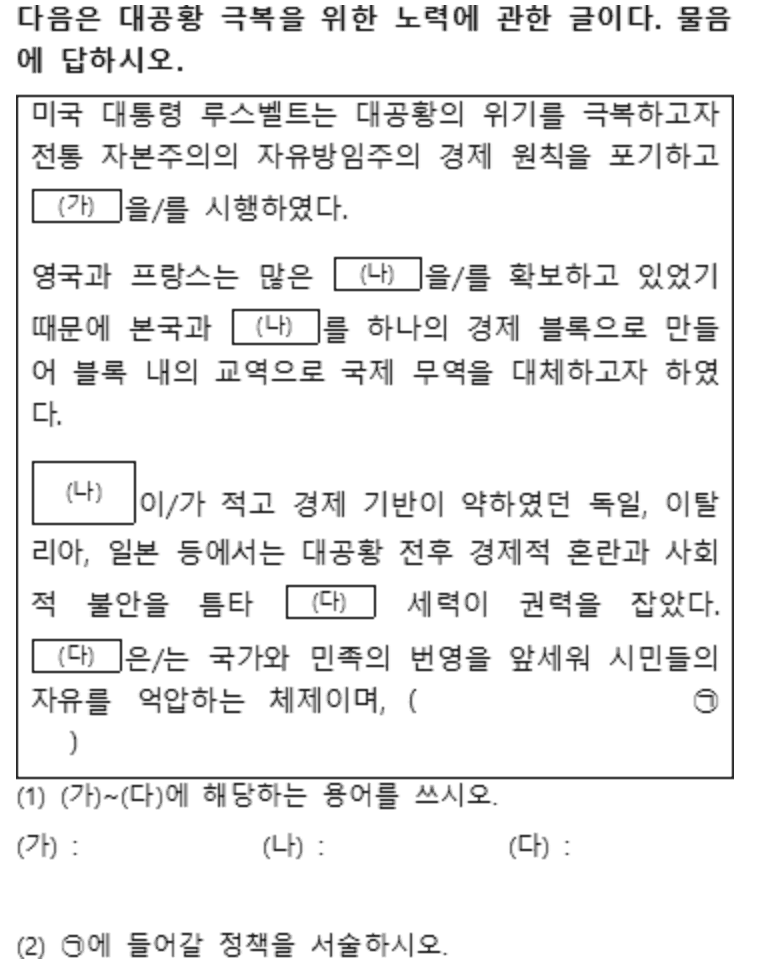 다음은 대공황 극복을 위한 노력에 관한 글이다. 물음
에 답하시오.
미국 대통령 루스벨트는 대공황의 위기를 극복하고자
전통 자본주의의 자유방임주의 경제 원칙을 포기하고
(가) 을/를 시행하였다.
영국과 프랑스는 많은 (나) 을/를 확보하고 있었기
때문에 본국과 (나) 를 하나의 경제 블록으로 만들
어 블록 내의 교역으로 국제 무역을 대체하고자 하였
다.
(나) 이/가 적고 경제 기반이 약하였던 독일, 이탈
리아, 일본 등에서는 대공황 전후 경제적 혼란과 사회
적 불안을 틈타 (다) 세력이 권력을 잡았다.
(다) 은/는 국가와 민족의 번영을 앞세워 시민들의
자유를 억압하는 체제이며, ( ㉠
)
(1) (가)~(다)에 해당하는 용어를 쓰시오.
(가) : (나) : (다) :
(2) ㉠에 들어갈 정책을 서술하시오.